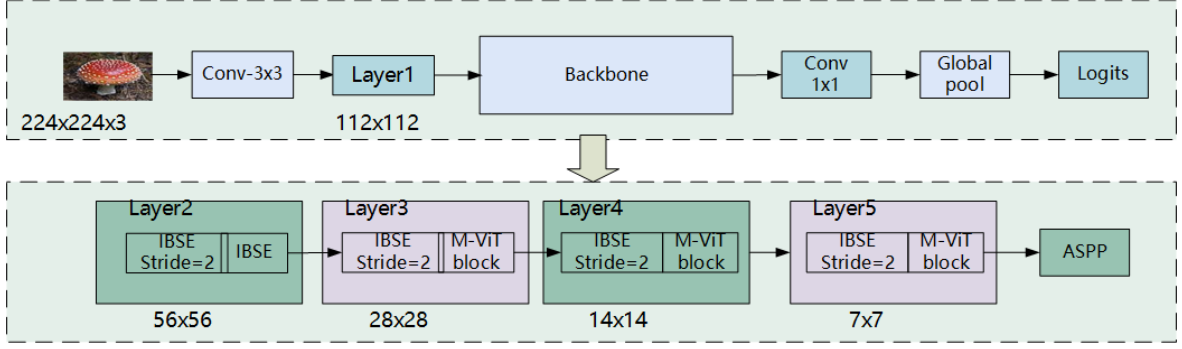 Conv-3x3
Layer1
Backbone
Conv
1x1
Global
pool
Logits
224x224x3
112x112
Layer2
IBSE
Stride=2
IBSE
Layer3
IBSE
Stride=2
M-ViT
block
Layer4
IBSE
Stride=2
M-ViT
block
Layer5
IBSE
Stride=2
M-ViT
block
ASPP
56x56
28x28
14x14
7x7